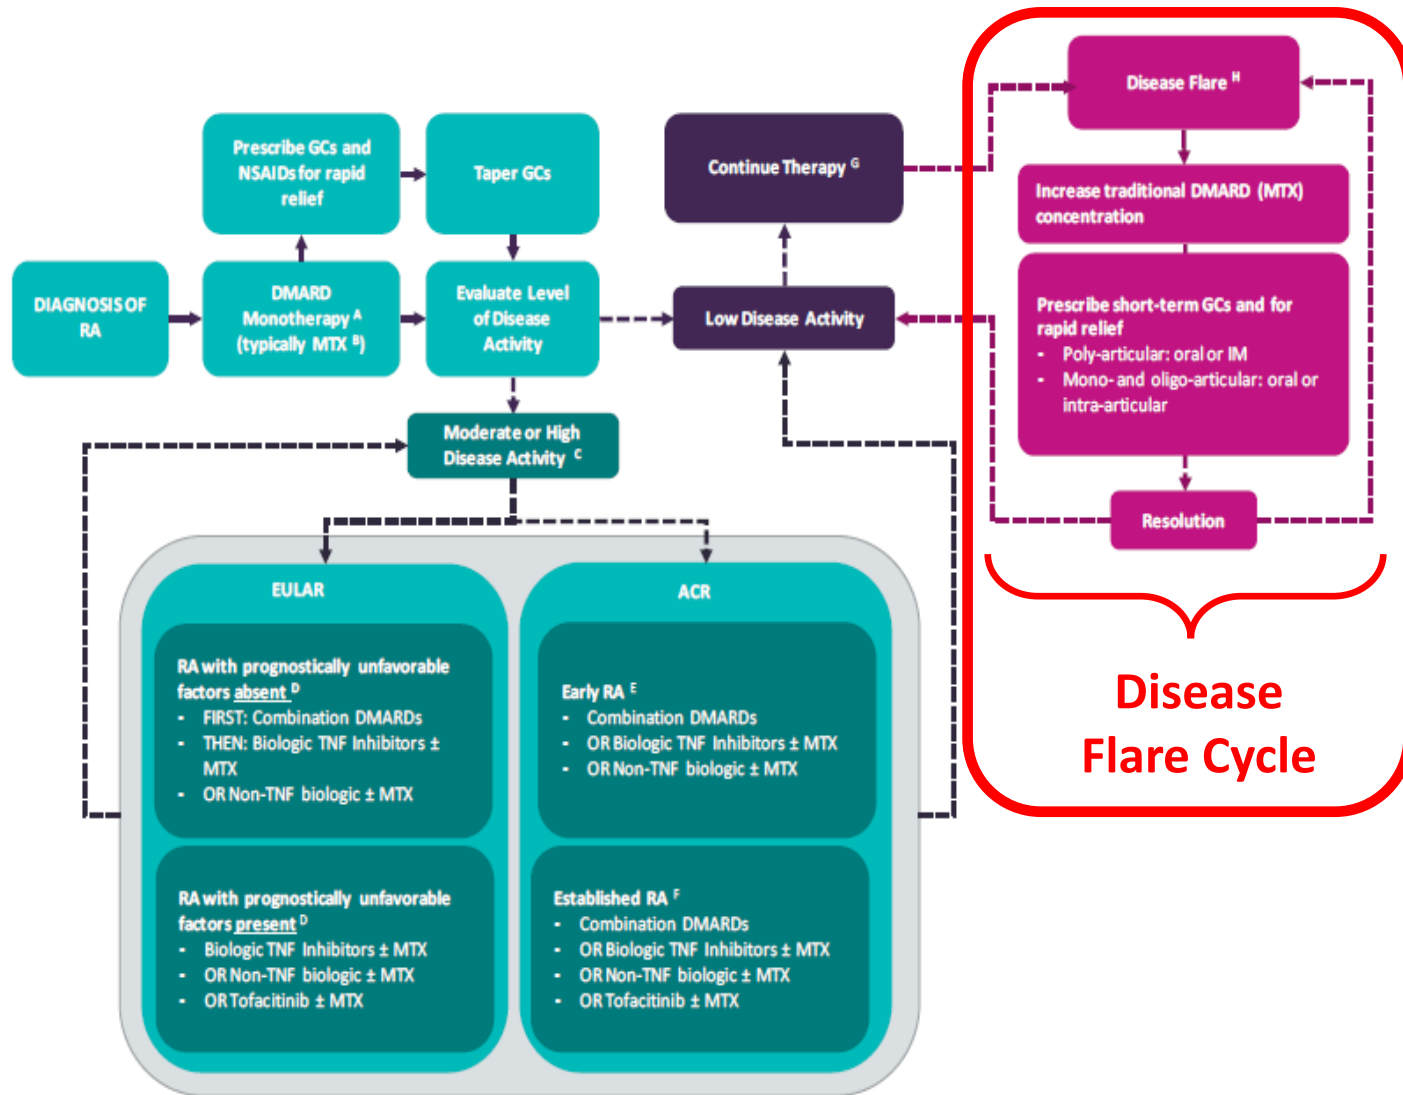 Disease Flare H
Prescribe GCs and
NSAIDs for rapid
relief
Taper GCs
Continue Therapy G
Increase traditional DMARD (MTX)
concentration
DIAGNOSIS OF
RA
DMARD
Monotherapy A
(typically MTX B)
Evaluate Level
of Disease
Activity
Low Disease Activity
Prescribe short-term GCs and for
rapid relief
- Poly-articular: oral or IM
- Mono- and oligo-articular: oral or
intra-articular
Moderate or High
Disease Activity C
Resolution
EULAR
RA with prognostically unfavorable
factors absent D
- FIRST: Combination DMARDs
- THEN: Biologic TNF Inhibitors ±
MTX
- OR Non-TNF biologic ± MTX
RA with prognostically unfavorable
factors present D
- Biologic TNF Inhibitors ± MTX
- OR Non-TNF biologic ± MTX
- OR Tofacitinib ± MTX
ACR
Early RA E
- Combination DMARDs
- OR Biologic TNF Inhibitors ± MTX
- OR Non-TNF biologic ± MTX
Established RA F
- Combination DMARDs
- OR Biologic TNF Inhibitors ± MTX
- OR Non-TNF biologic ± MTX
- OR Tofacitinib ± MTX
Disease
Flare Cycle